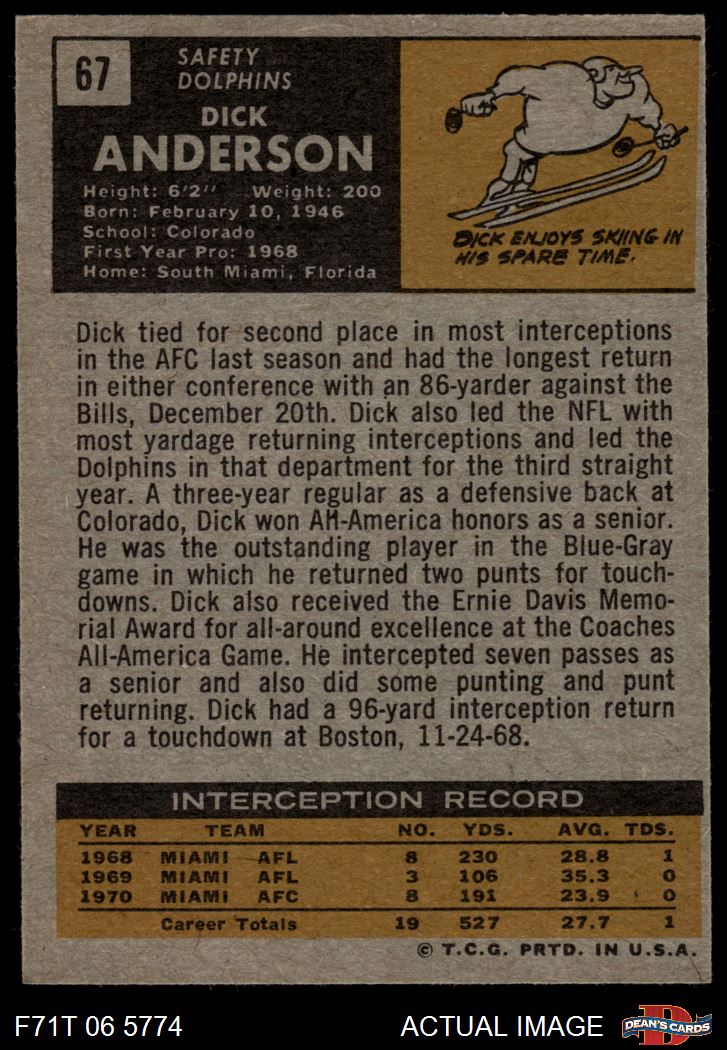 67
SAFETY
DOLPHINS
DICK
ANDERSON
Height: 6'2" Weight: 200
Born: February 10, 1946
School: Colorado
First Year Pro: 1968
Home: South Miami, Florida
DICK ENJOYS SKIING IN
HIS SPARE TIME.
Dick tied for second place in most interceptions
in the AFC last season and had the longest return
in either conference with an 86-yarder against the
Bills, December 20th. Dick also led the NFL with
most yardage returning interceptions and led the
Dolphins in that department for the third straight
year. A three-year regular as a defensive back at
Colorado, Dick won All-America honors as a senior.
He was the outstanding player in the Blue-Gray
game in which he returned two punts for touch-
downs. Dick also received the Ernie Davis Memo-
rial Award for all-around excellence at the Coaches
All-America Game. He intercepted seven passes as
a senior and also did some punting and punt
returning. Dick had a 96-yard interception return
for a touchdown at Boston, 11-24-68.
INTERCEPTION RECORD
YEAR TEAM NO. YDS. AVG. TDS.
1968 MIAMI AFL 8 230 28.8 1
1969 MIAMI AFL 3 106 35.3 0
1970 MIAMI AFC 8 191 23.9 0
Career Totals 19 527 27.7 1
© T.C.G. PRTD. IN U.S.A.
F71T 06 5774 ACTUAL IMAGE D DEAN'S CARDS